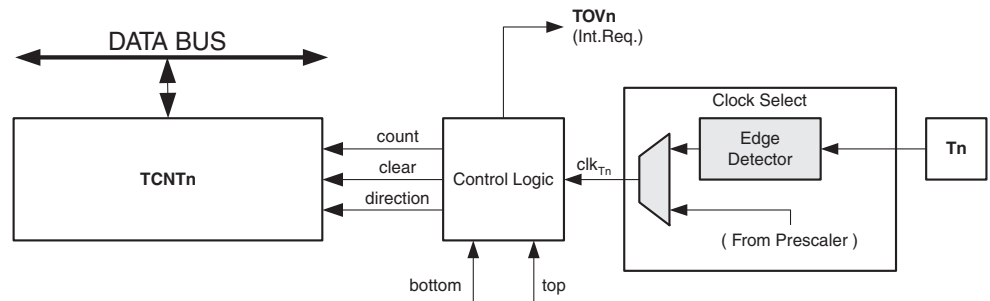 TOVn
(Int.Req.)
DATA BUS
Clock Select
count
Edge
Detector
Tn
TCNTn
clear
Control Logic
clkTn
direction
( From Prescaler )
bottom
top